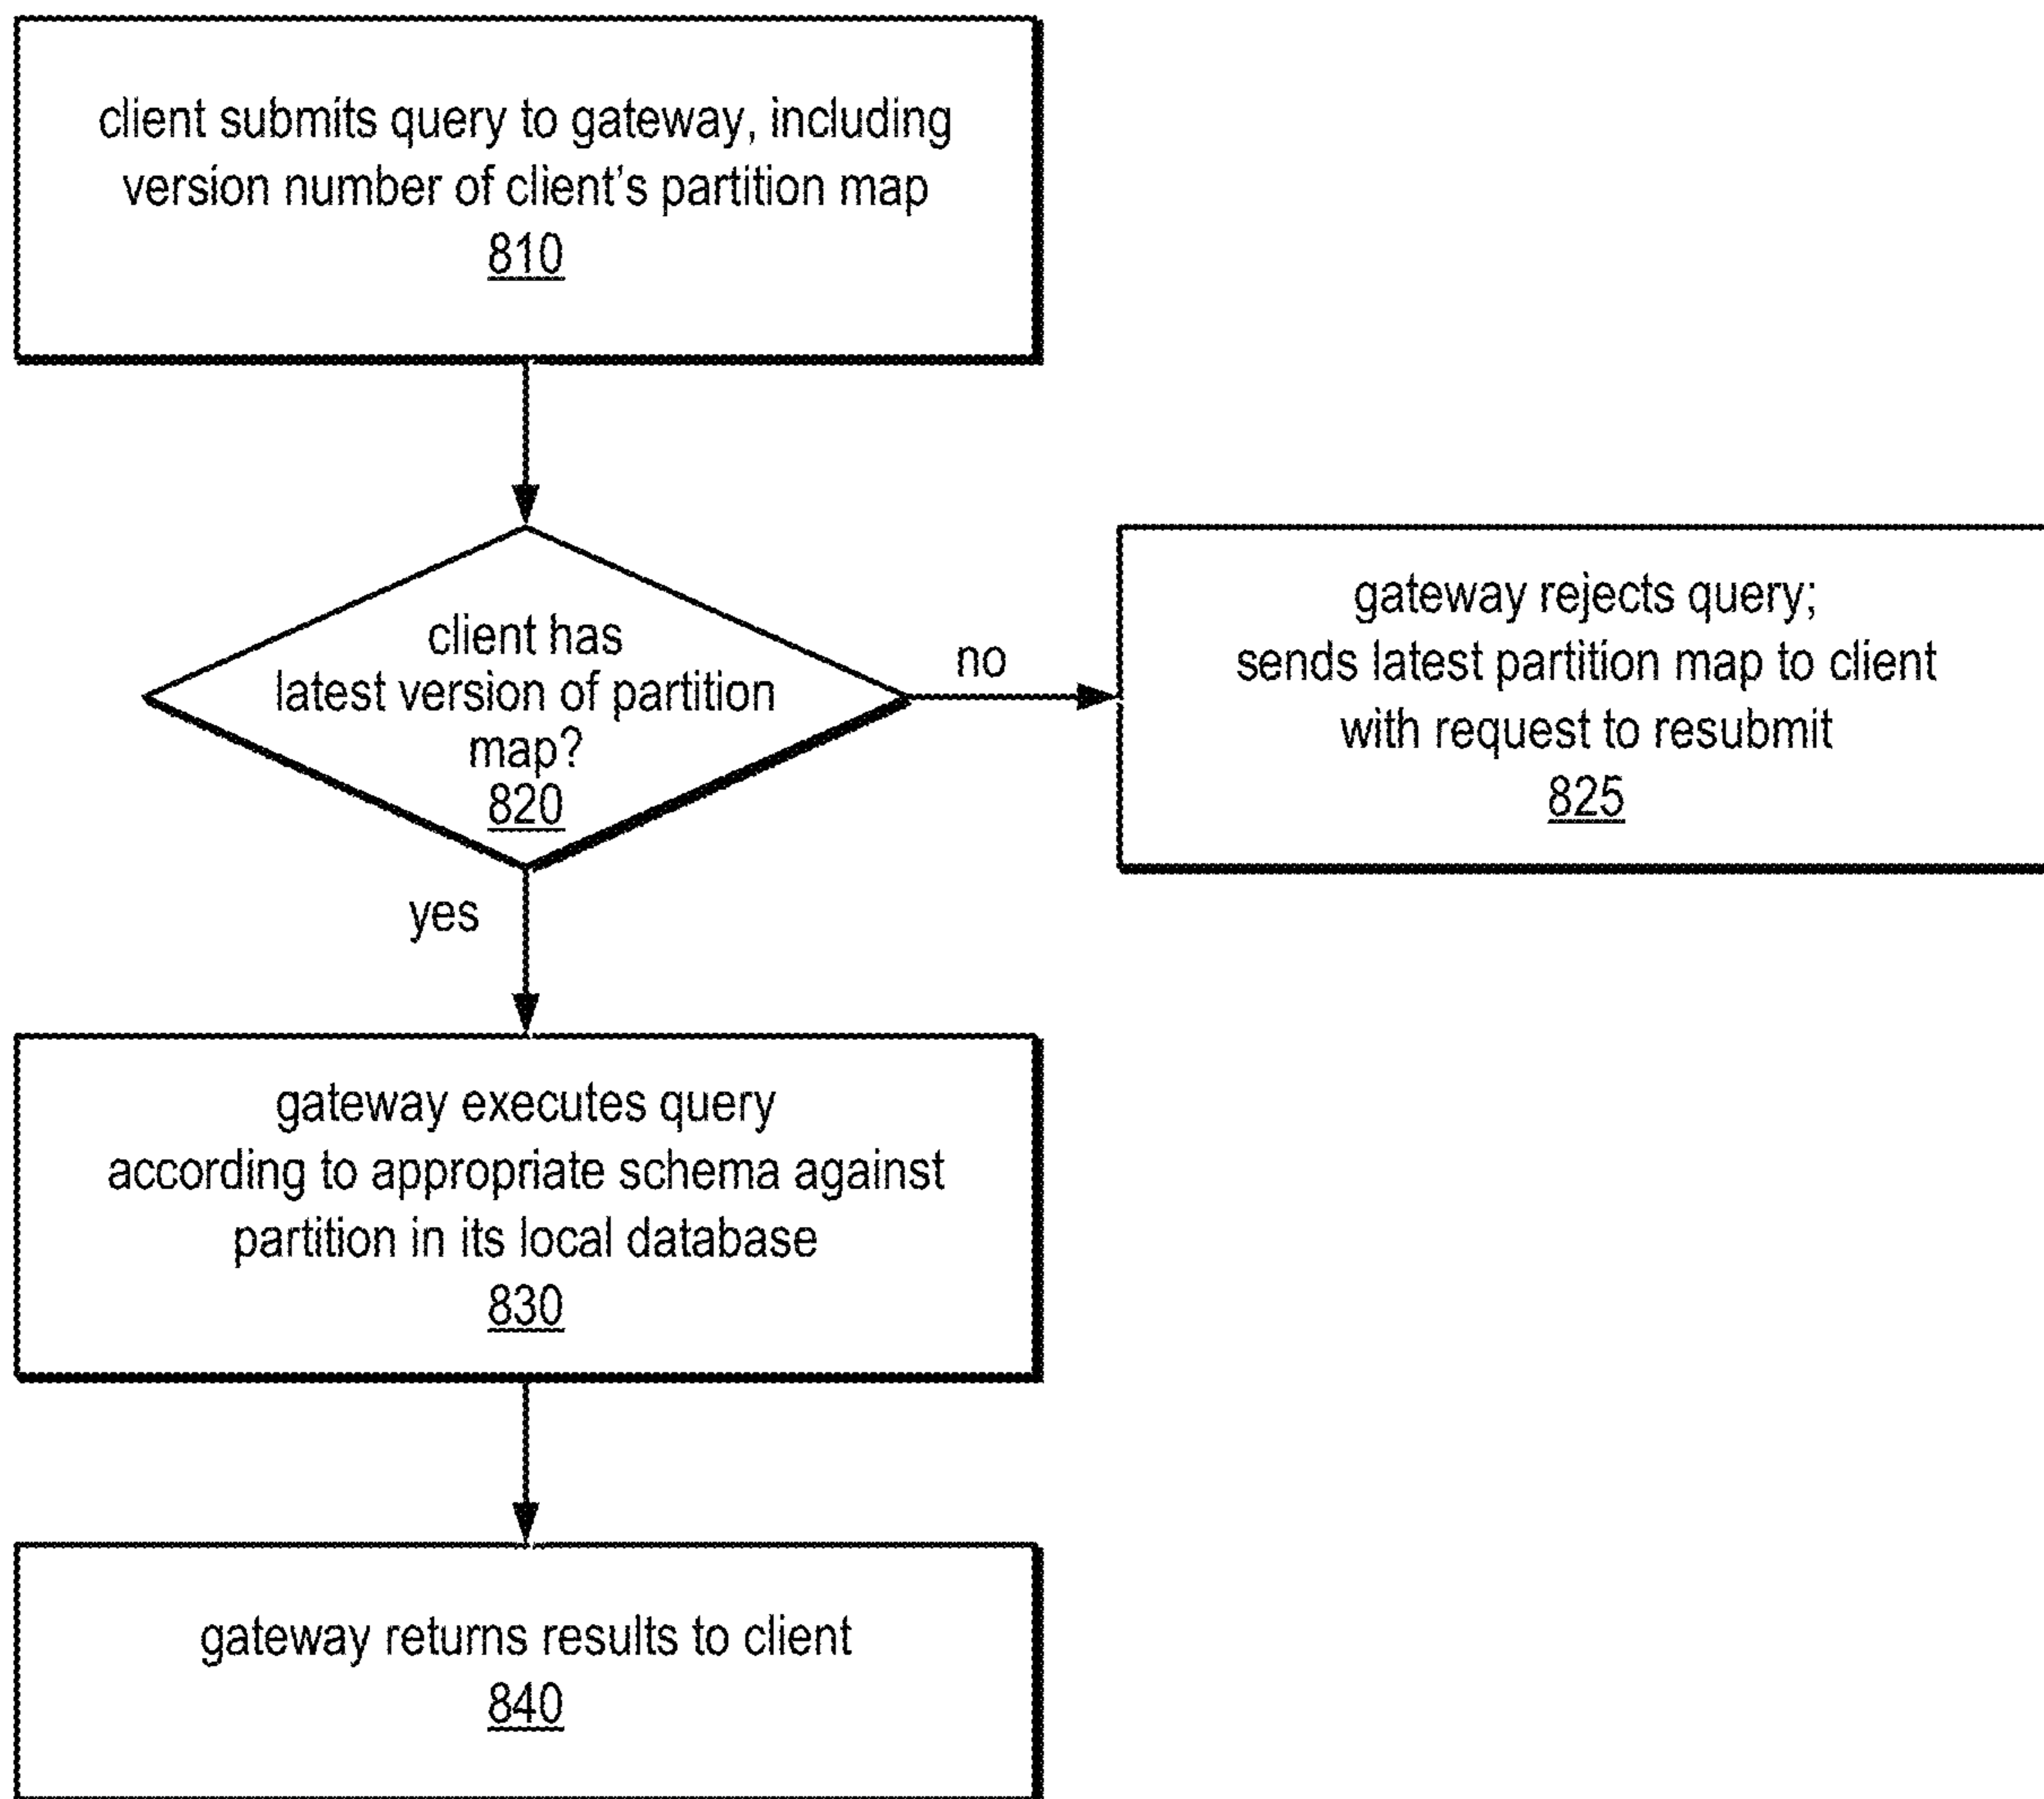 client submits query to gateway, including
version number of client's partition map
810
client has
latest version of partition
map?
820
no
gateway rejects query;
sends latest partition map to client
with request to resubmit
825
yes
gateway executes query
according to appropriate schema against
partition in its local database
830
gateway returns results to client
840